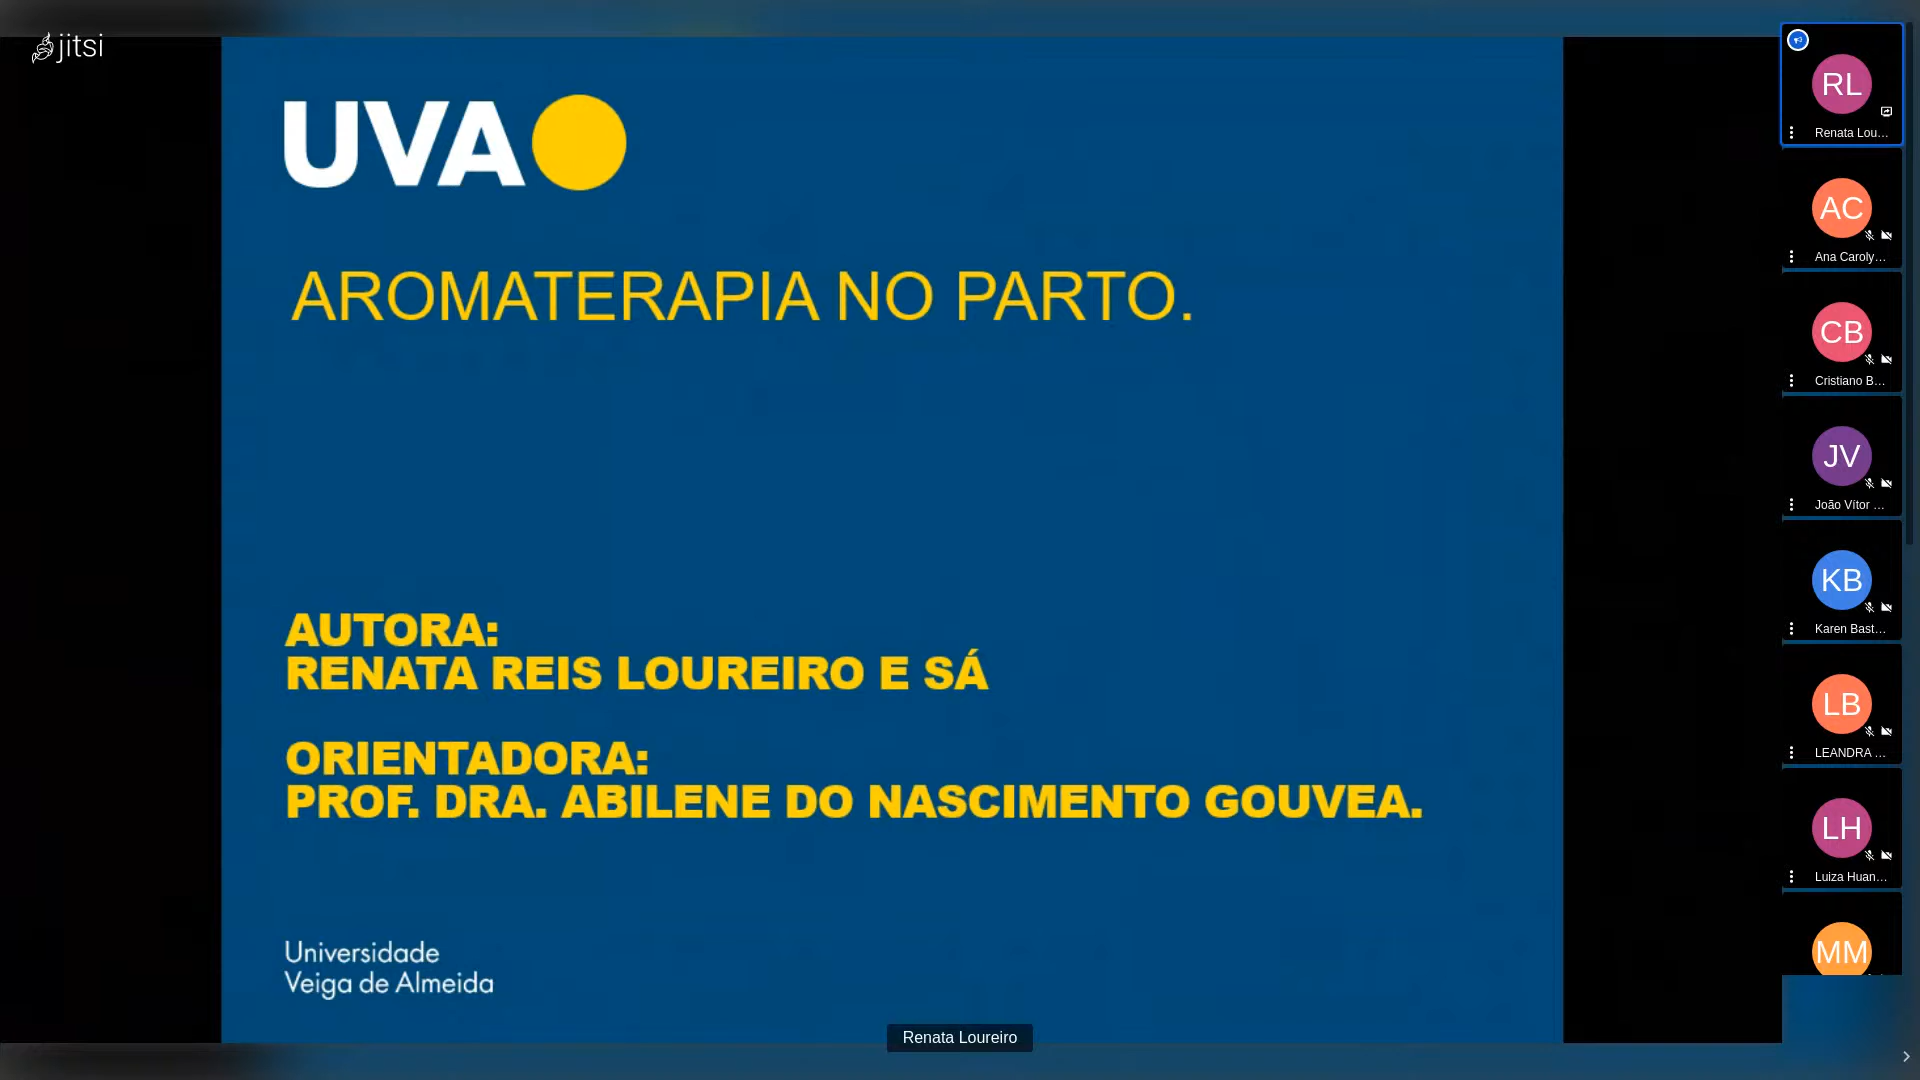 jitsi
UVA
AROMATERAPIA NO PARTO.
AUTORA:
RENATA REIS LOUREIRO E SÁ
ORIENTADORA:
PROF. DRA. ABILENE DO NASCIMENTO GOUVEA.
Universidade
Veiga de Almeida
Renata Loureiro
RL
Renata Lou...
AC
Ana Caroly...
CB
Cristiano B...
JV
João Vítor ...
KB
Karen Bast...
LB
LEANDRA ...
LH
Luiza Huan...
MM